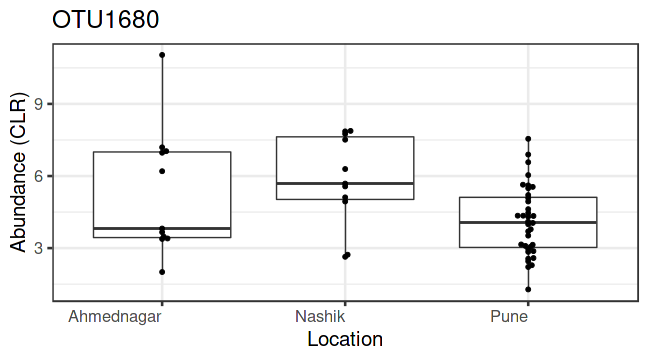 OTU1680
Abundance (CLR)
9
6
3
Ahmednagar
Nashik
Pune
Location